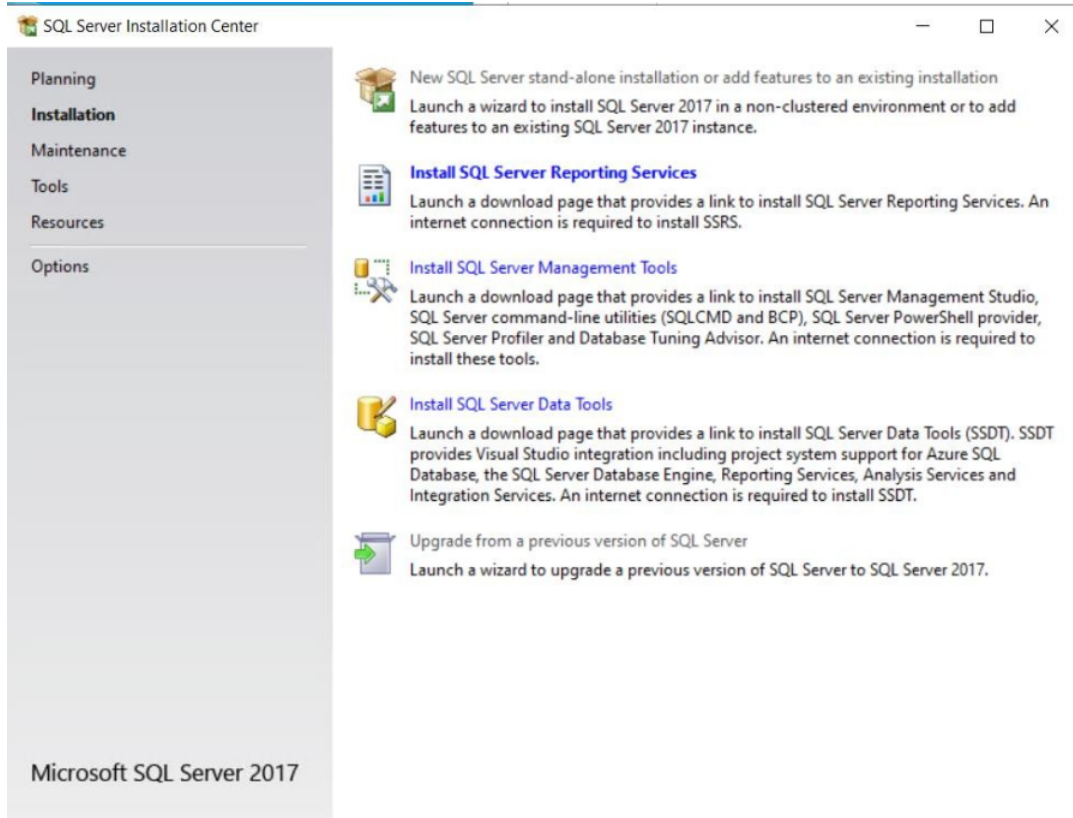 SQL Server Installation Center
Planning
Installation
Maintenance
Tools
Resources
Options
New SQL Server stand-alone installation or add features to an existing installation
Launch a wizard to install SQL Server 2017 in a non-clustered environment or to add
features to an existing SQL Server 2017 instance.
Install SQL Server Reporting Services
Launch a download page that provides a link to install SQL Server Reporting Services. An
internet connection is required to install SSRS.
Install SQL Server Management Tools
Launch a download page that provides a link to install SQL Server Management Studio,
SQL Server command-line utilities (SQLCMD and BCP), SQL Server PowerShell provider,
SQL Server Profiler and Database Tuning Advisor. An internet connection is required to
install these tools.
Install SQL Server Data Tools
Launch a download page that provides a link to install SQL Server Data Tools (SSDT). SSDT
provides Visual Studio integration including project system support for Azure SQL
Database, the SQL Server Database Engine, Reporting Services, Analysis Services and
Integration Services. An internet connection is required to install SSDT.
Upgrade from a previous version of SQL Server
Launch a wizard to upgrade a previous version of SQL Server to SQL Server 2017.
Microsoft SQL Server 2017